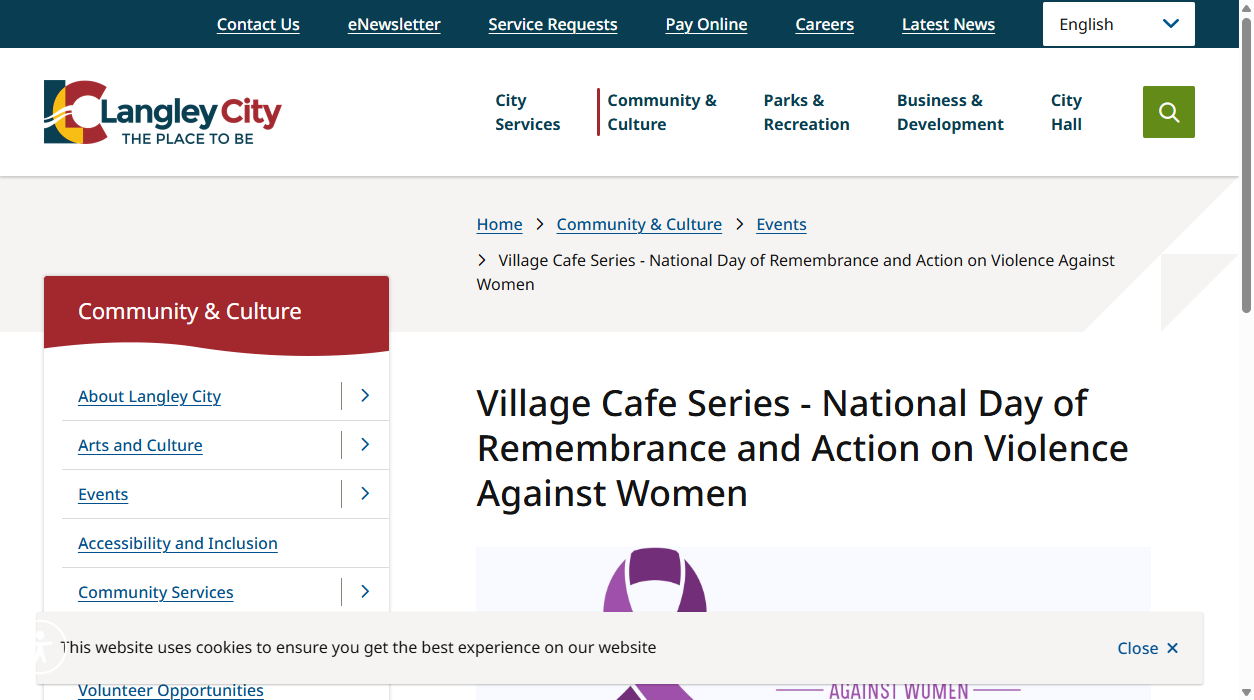 Contact Us
eNewsletter
Service Requests
Pay Online
Careers
Latest News
English
Langley City
THE PLACE TO BE
City
Services
Community &
Culture
Parks &
Recreation
Business &
Development
City
Hall
Home
Community & Culture
Events
Village Cafe Series - National Day of Remembrance and Action on Violence Against
Women
Community & Culture
About Langley City
Arts and Culture
Events
Accessibility and Inclusion
Community Services
Volunteer Opportunities
Village Cafe Series - National Day of
Remembrance and Action on Violence
Against Women
AGAINST WOMEN
This website uses cookies to ensure you get the best experience on our website
Close